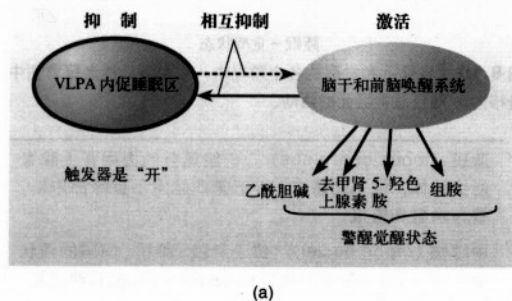 抑 制
相互抑制
激活
VLPA 内促睡眠区
脑干和前脑唤醒系统
触发器是“开”
乙酰胆碱 去甲肾 5-羟色 组胺
上腺素 胺
警醒觉醒状态
(a)